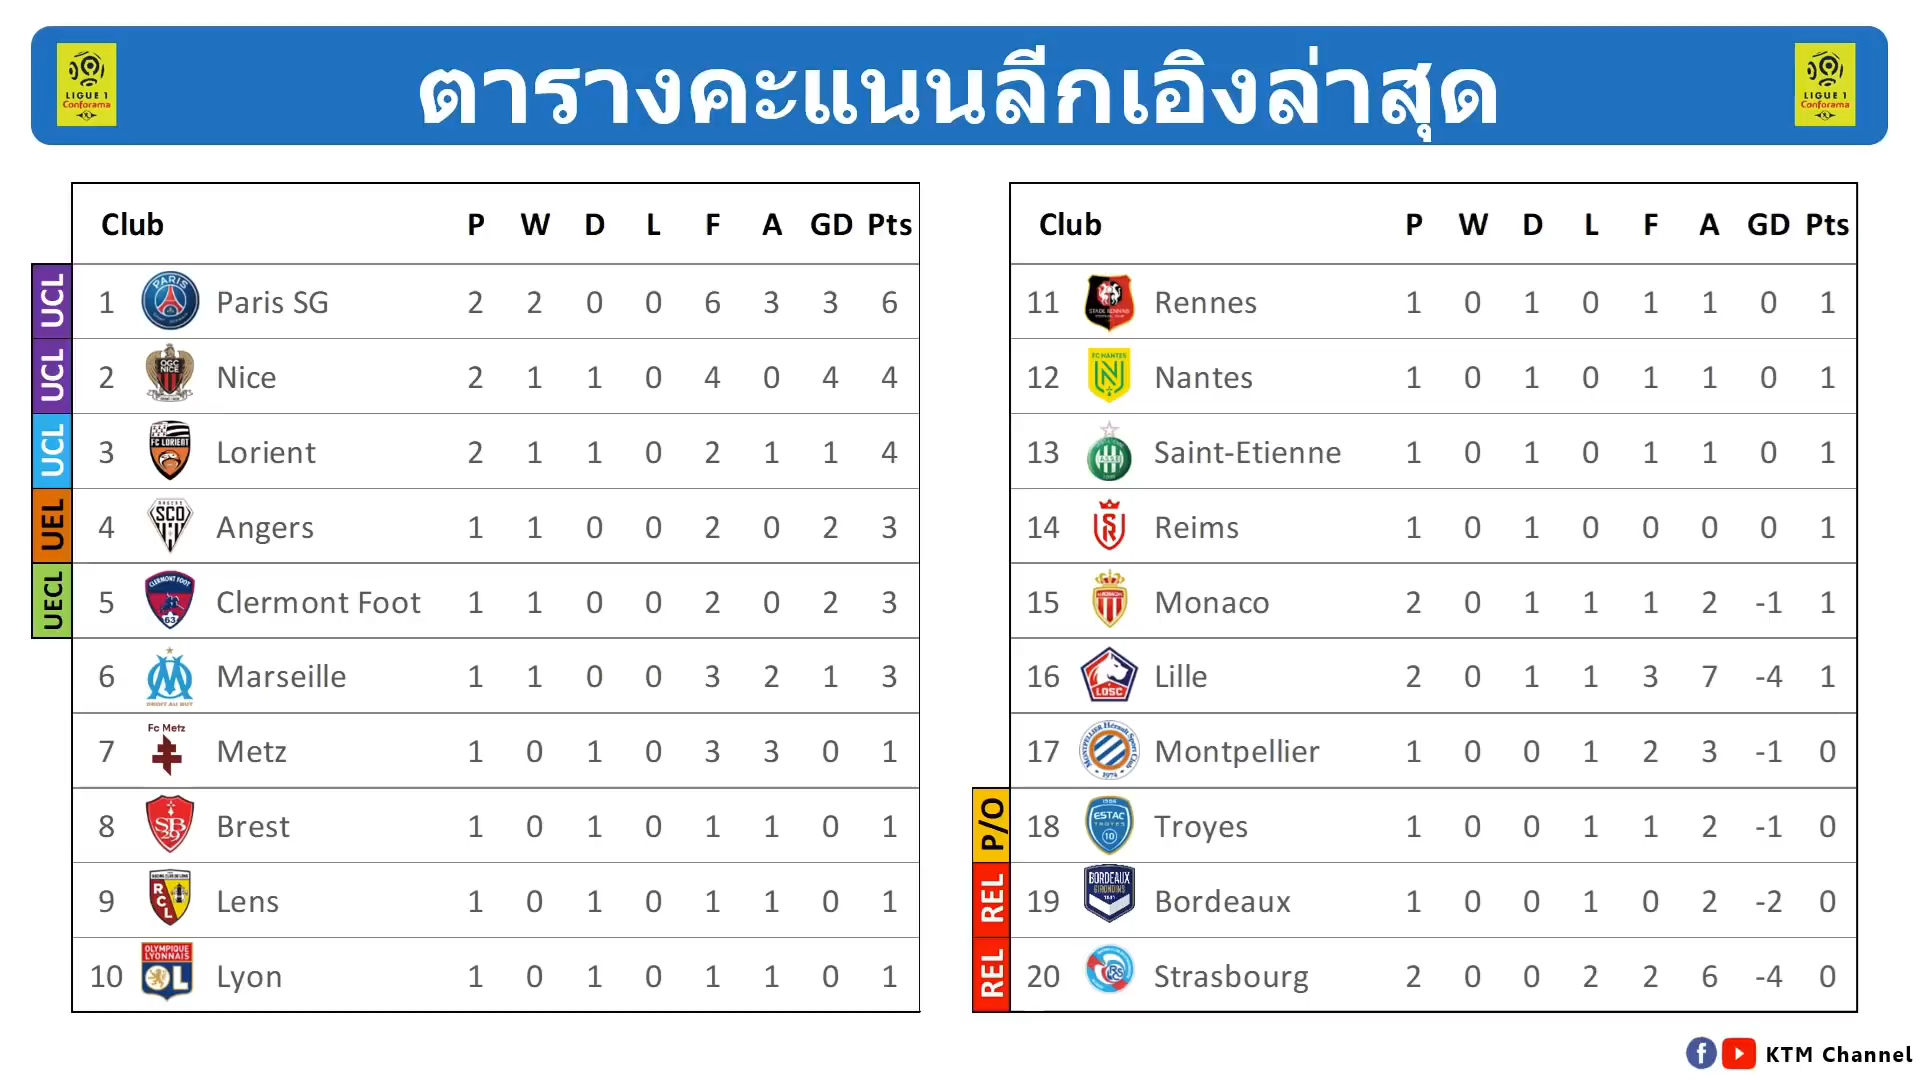 ตารางคะแนนลีกเอิงล่าสุด
LIGUE 1
Conforama
LIGUE 1
Conforama
Club P W D L F A GD Pts
UCL 1 Paris SG 2 2 0 0 6 3 3 6
UCL 2 Nice 2 1 1 0 4 0 4 4
UCL 3 Lorient 2 1 1 0 2 1 1 4
UEL 4 Angers 1 1 0 0 2 0 2 3
UECL 5 Clermont Foot 1 1 0 0 2 0 2 3
6 Marseille 1 1 0 0 3 2 1 3
7 Metz 1 0 1 0 3 3 0 1
8 Brest 1 0 1 0 1 1 0 1
9 Lens 1 0 1 0 1 1 0 1
10 Lyon 1 0 1 0 1 1 0 1
Club P W D L F A GD Pts
11 Rennes 1 0 1 0 1 1 0 1
12 Nantes 1 0 1 0 1 1 0 1
13 Saint-Etienne 1 0 1 0 1 1 0 1
14 Reims 1 0 1 0 0 0 0 1
15 Monaco 2 0 1 1 1 2 -1 1
16 Lille 2 0 1 1 3 7 -4 1
17 Montpellier 1 0 0 1 2 3 -1 0
P/O 18 Troyes 1 0 0 1 1 2 -1 0
REL 19 Bordeaux 1 0 0 1 0 2 -2 0
REL 20 Strasbourg 2 0 0 2 2 6 -4 0
KTM Channel